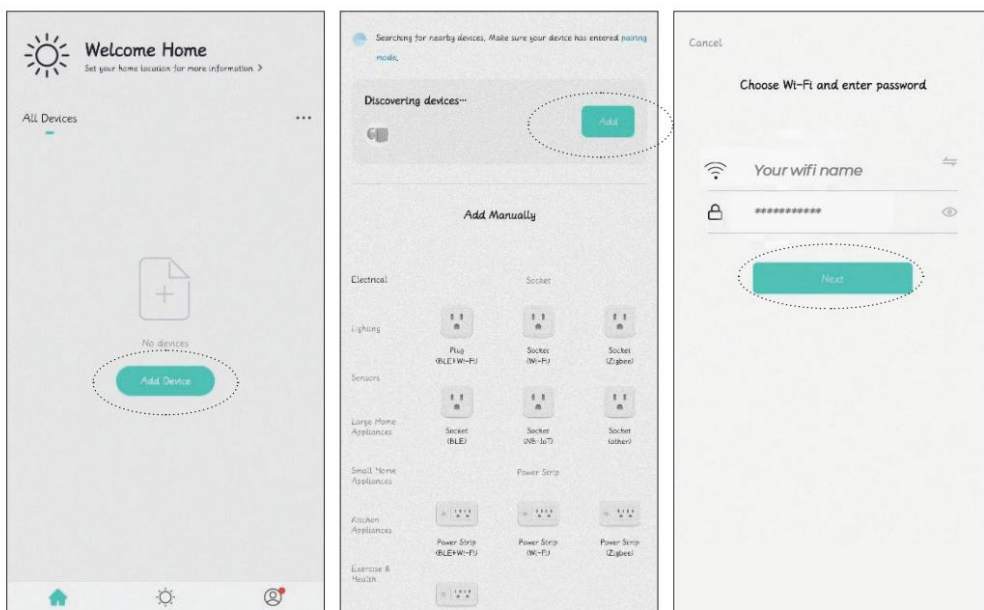 Welcome Home
Set your home location for more information >
All Devices
...
No devices
Add Device
Searching for nearby devices. Make sure your device has entered pairing
mode.
Discovering devices...
Add
Add Manually
Electrical
Socket
Lighting
Plug
(BLE+Wi-Fi)
Socket
(Wi-Fi)
Socket
(Zigbee)
Sensors
Large Home
Appliances
Socket
(BLE)
Socket
(NB-IoT)
Socket
(other)
Small Home
Appliances
Power Strip
Kitchen
Appliances
Power Strip
(BLE+Wi-Fi)
Power Strip
(Wi-Fi)
Power Strip
(Zigbee)
Exercise &
Health
Cancel
Choose Wi-Fi and enter password
Your wifi name
***********
Next